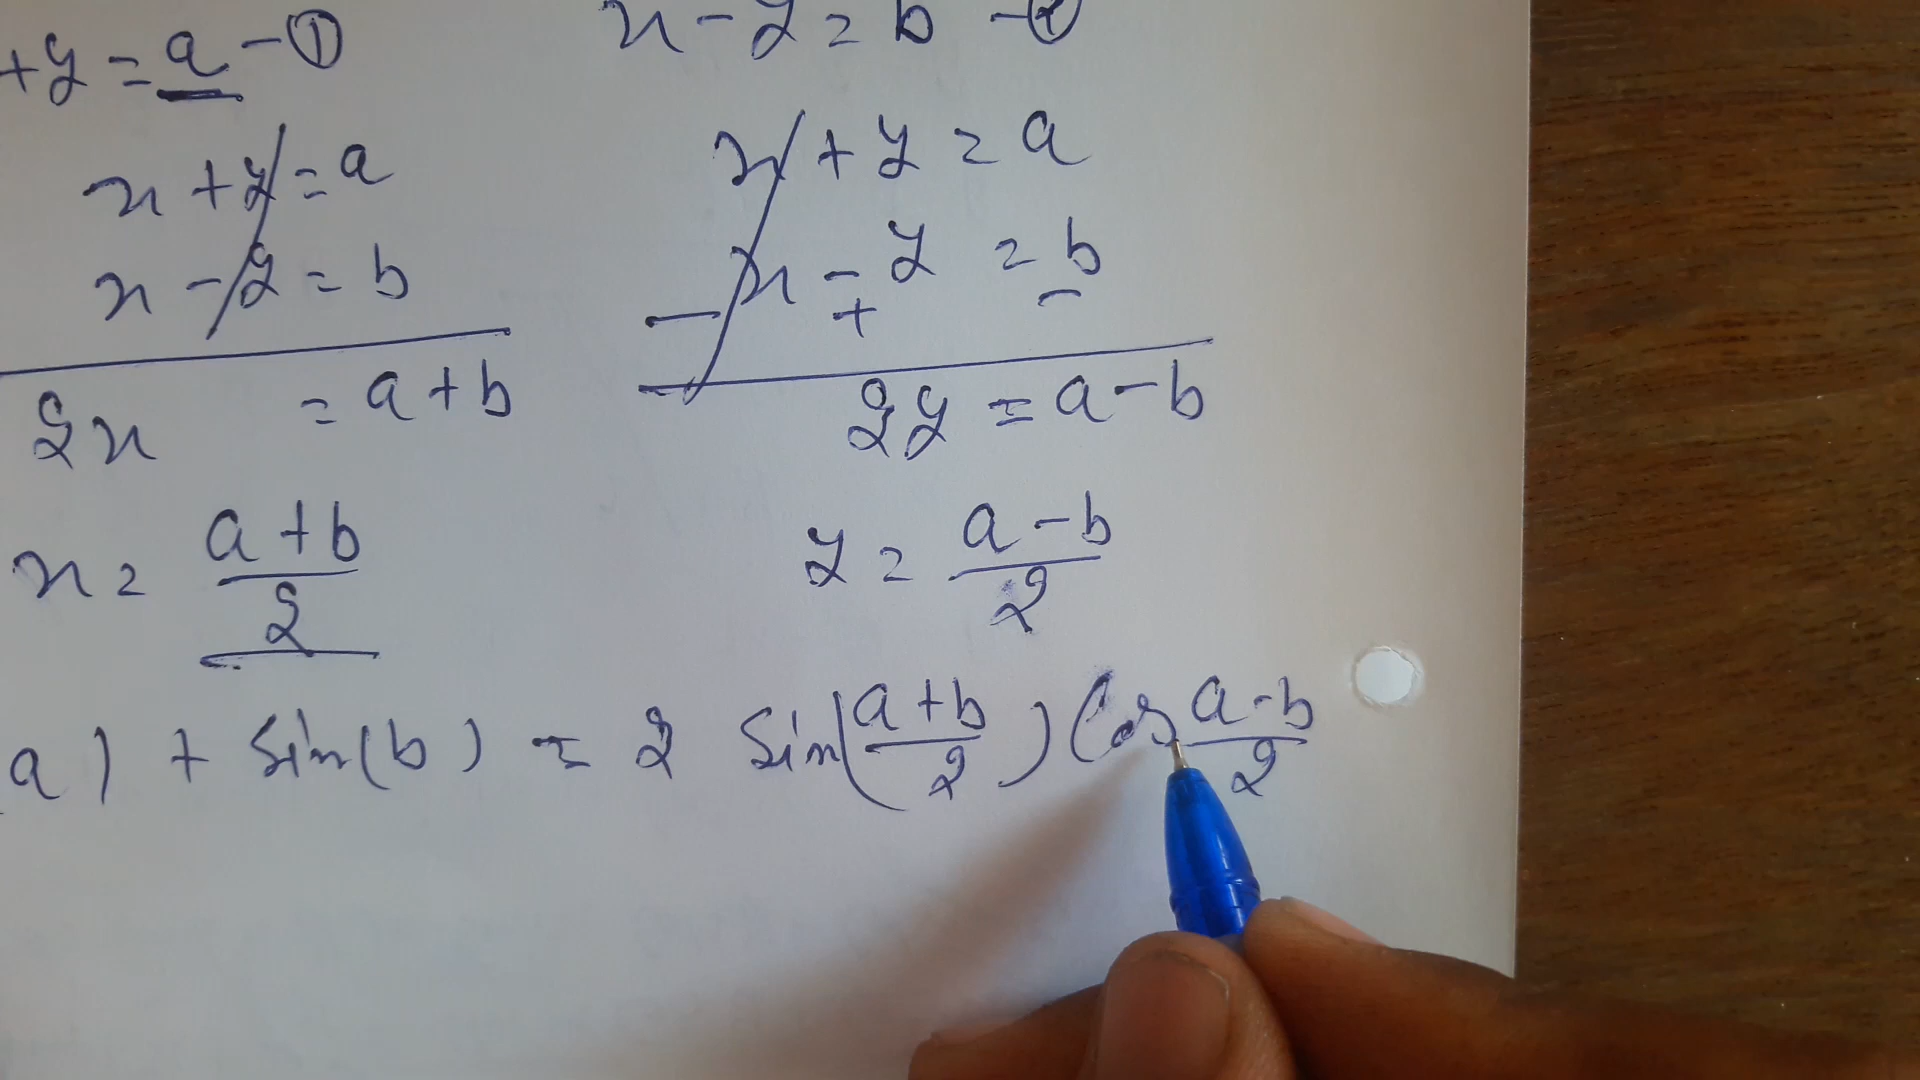 +y = a - ①    x - y = b - ②
x + y = a    x + y = a
x - y = b    x - y = b
- + -
2x = a + b    2y = a - b
x = a + b / 2    y = a - b / 2
a) + Sin(b) = 2 Sin(a + b / 2) Cos a - b / 2